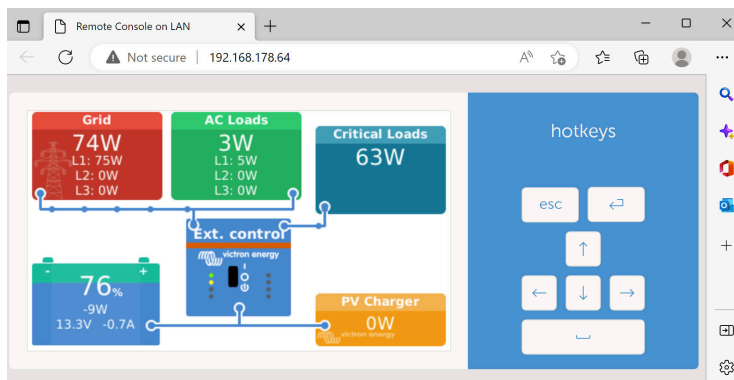 Remote Console on LAN
Not secure
192.168.178.64
Grid
74W
L1: 75W
L2: 0W
L3: 0W
AC Loads
3W
L1: 5W
L2: 0W
L3: 0W
Critical Loads
63W
Ext. control
victron energy
76%
-9W
13.3V -0.7A
PV Charger
0W
victron energy
hotkeys
esc